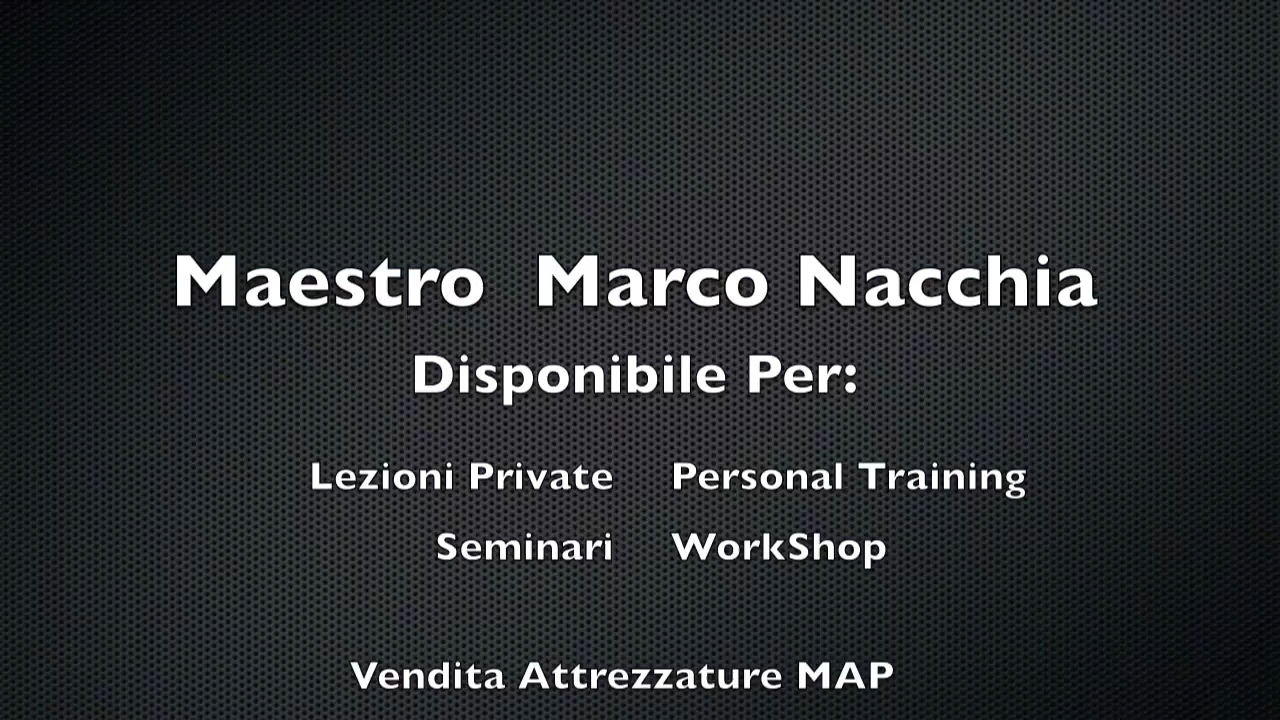 Maestro Marco Nacchia
Disponibile Per:
Lezioni Private Personal Training
Seminari WorkShop
Vendita Attrezzature MAP